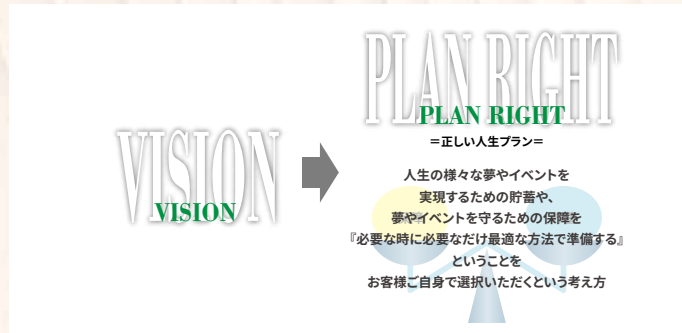 VISION
VISION
PLAN RIGHT
PLAN RIGHT
＝正しい人生プラン＝
人生の様々な夢やイベントを
実現するための貯蓄や、
夢やイベントを守るための保障を
『必要な時に必要なだけ最適な方法で準備する』
ということを
お客様ご自身で選択いただくという考え方